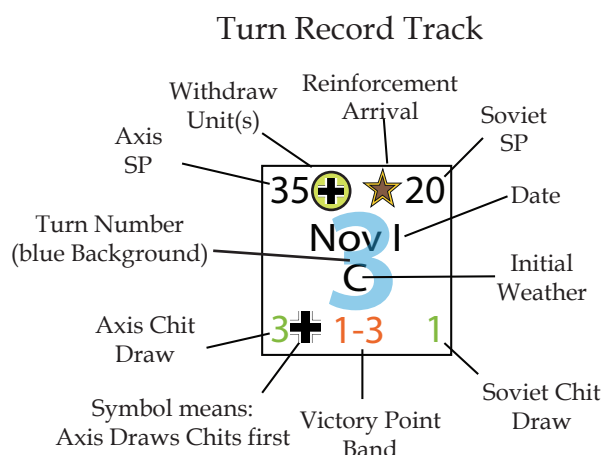 Turn Record Track
Withdraw
Unit(s)
Reinforcement
Arrival
Axis
SP
Soviet
SP
35 20
Date
Nov I
Turn Number
(blue Background)
3
C
Initial
Weather
Axis Chit
Draw
3 1-3 1
Symbol means:
Axis Draws Chits first
Victory Point
Band
Soviet Chit
Draw